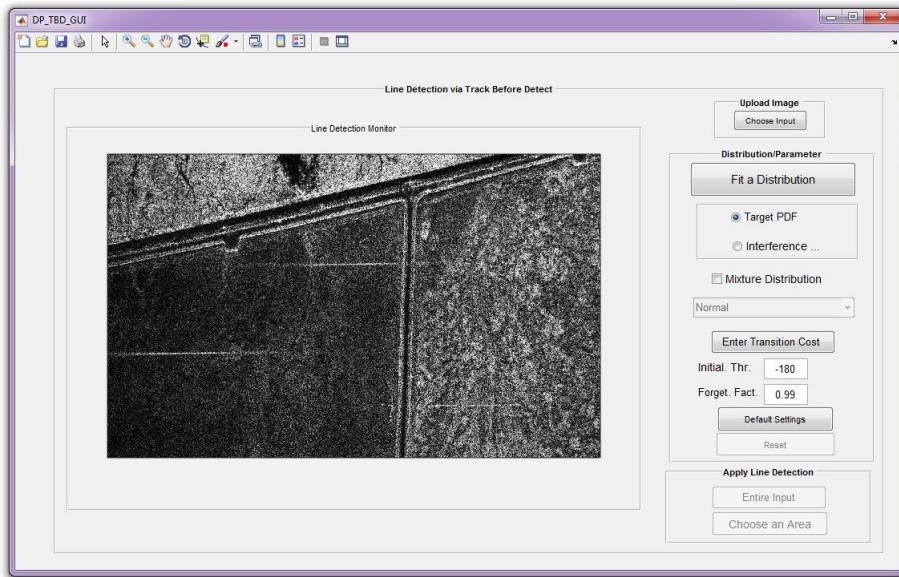 DP_TBD_GUI
Line Detection via Track Before Detect
Line Detection Monitor
Upload Image
Choose Input
Distribution/Parameter
Fit a Distribution
Target PDF
Interference ...
Mixture Distribution
Normal
Enter Transition Cost
Initial. Thr. -180
Forget. Fact. 0.99
Default Settings
Reset
Apply Line Detection
Entire Input
Choose an Area